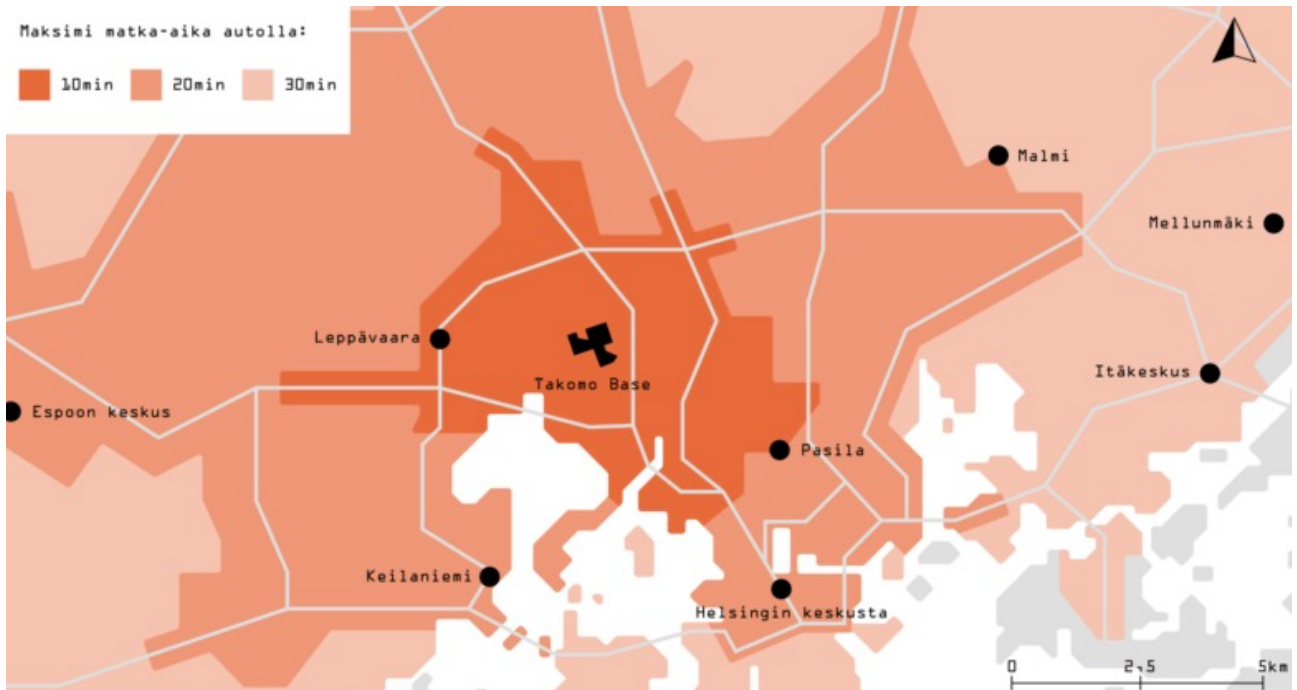 Maksimi matka-aika autolla:
10min 20min 30min
Malmi
Mellunmäki
Leppävaara
Itäkeskus
Takomo Base
Espoon keskus
Pasila
Keilaniemi
Helsingin keskusta
0 2.5 5km